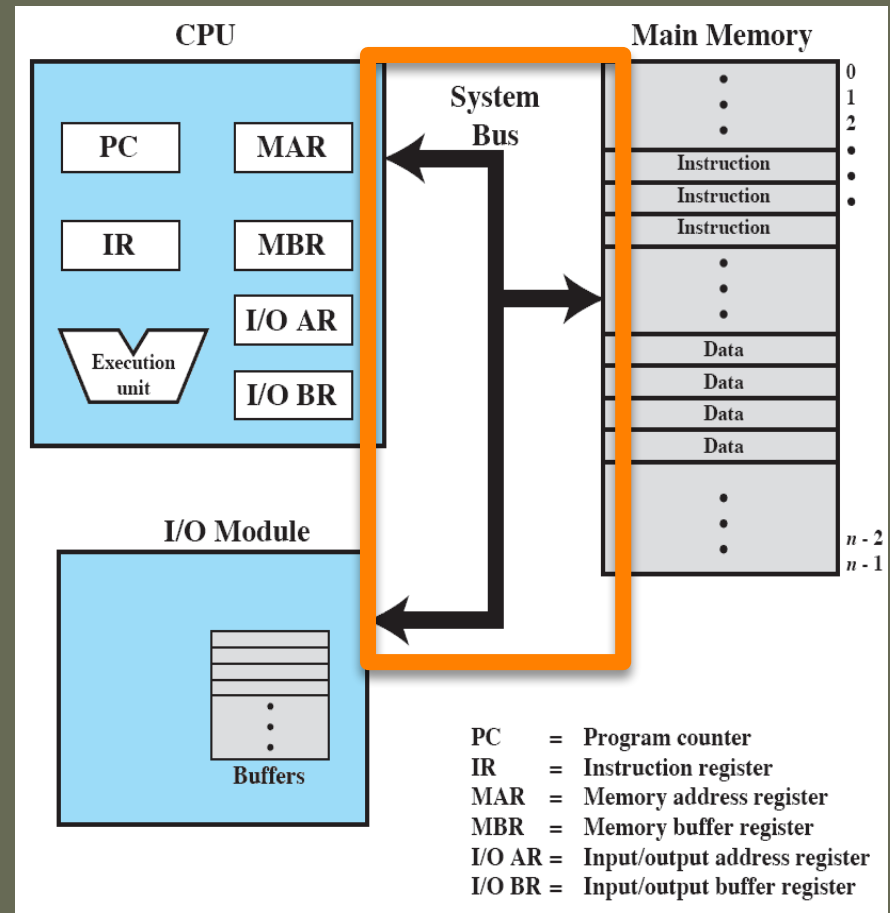 CPU
PC
MAR
IR
MBR
I/O AR
Execution
unit
I/O BR
System
Bus
Main Memory
0
1
2
Instruction
Instruction
Instruction
Data
Data
Data
Data
n - 2
n - 1
I/O Module
Buffers
PC = Program counter
IR = Instruction register
MAR = Memory address register
MBR = Memory buffer register
I/O AR = Input/output address register
I/O BR = Input/output buffer register